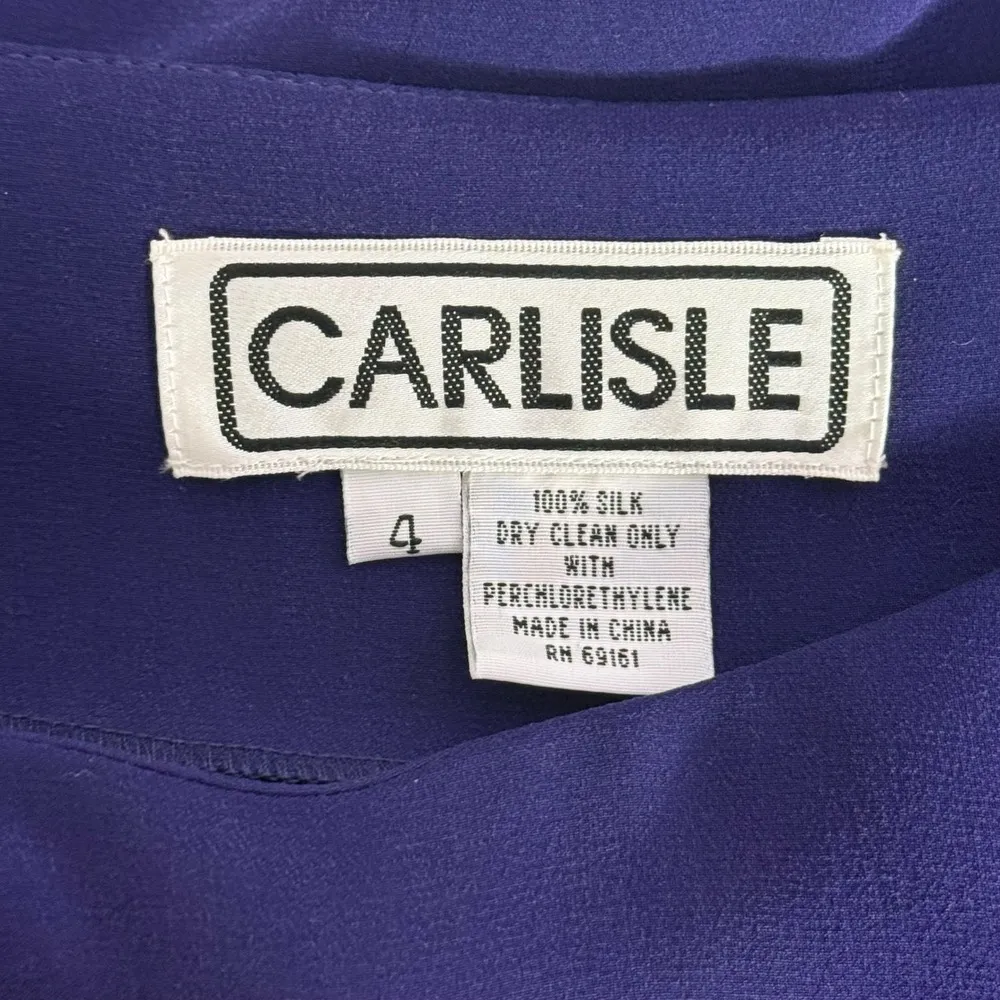 CARLISLE
4
100% SILK
DRY CLEAN ONLY
WITH
PERCHLORETHYLENE
MADE IN CHINA
RN 69161